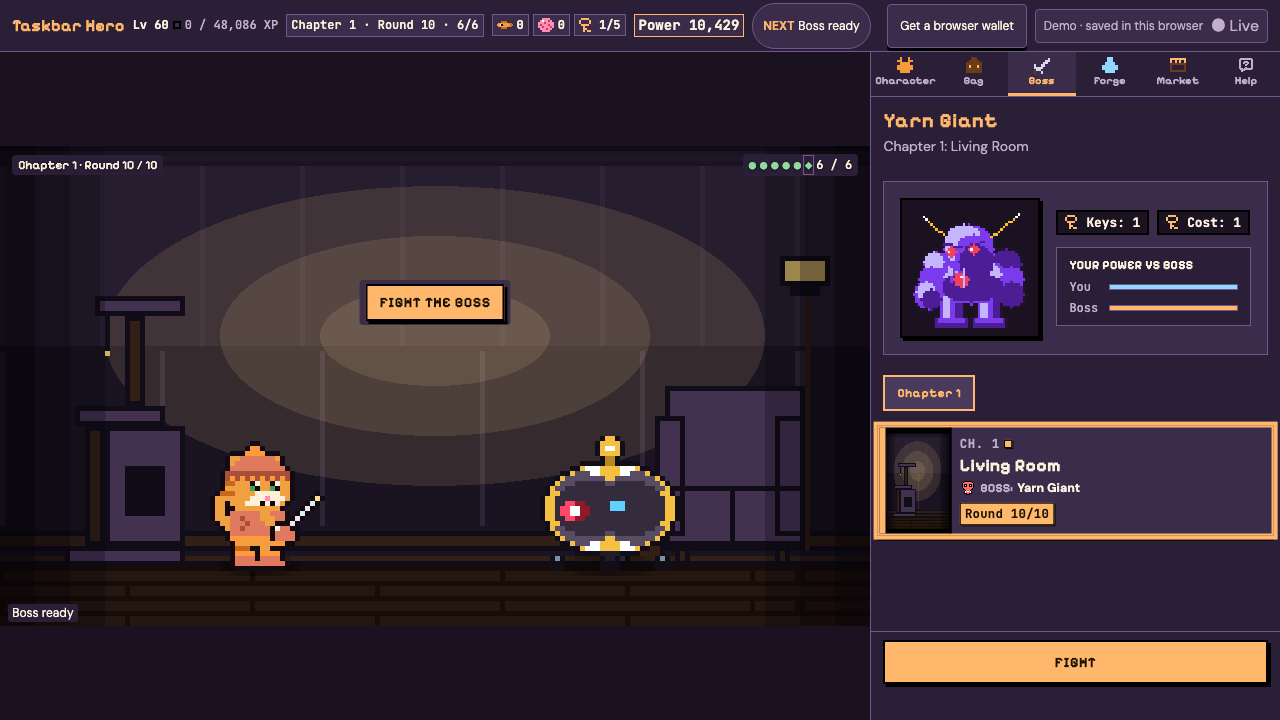 Taskbar Hero
Lv 60 0 / 48,086 XP
Chapter 1 · Round 10 · 6/6
0
0
1/5
Power 10,429
NEXT Boss ready
Get a browser wallet
Demo · saved in this browser
Live
Character
Bag
Boss
Forge
Market
Help
Chapter 1 · Round 10 / 10
6 / 6
FIGHT THE BOSS
Boss ready
Yarn Giant
Chapter 1: Living Room
Keys: 1
Cost: 1
YOUR POWER VS BOSS
You
Boss
Chapter 1
CH. 1
Living Room
BOSS: Yarn Giant
Round 10/10
FIGHT